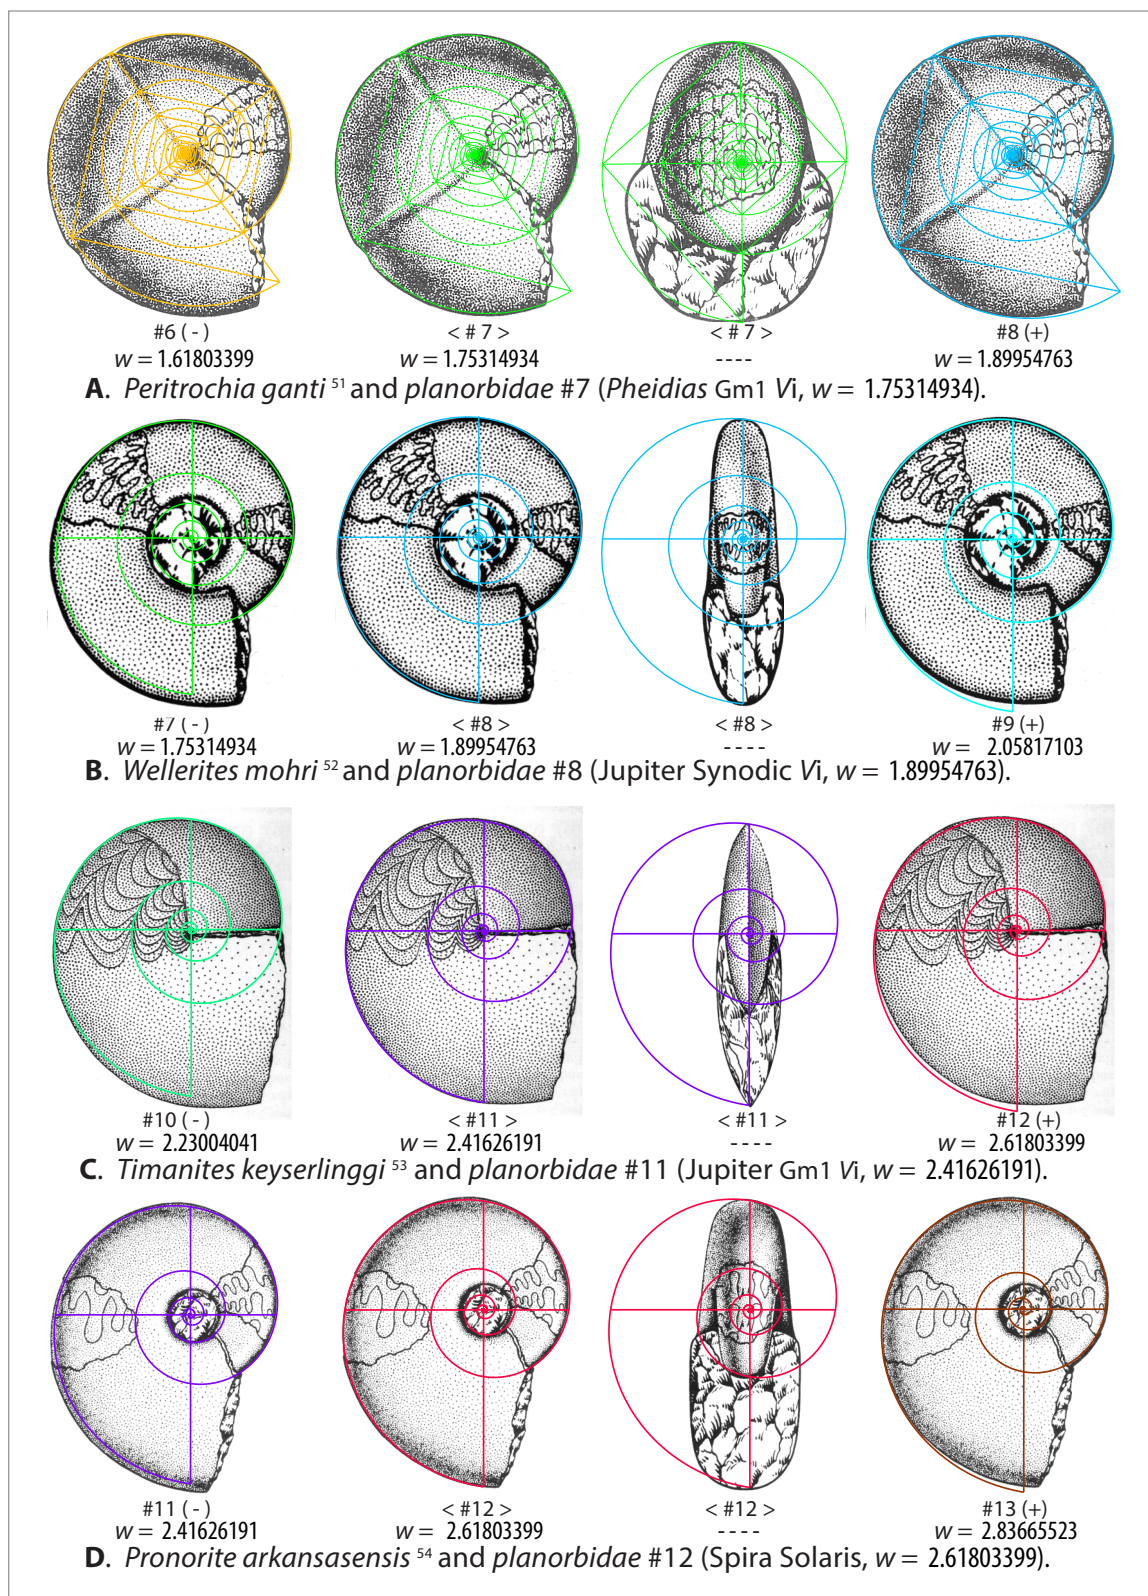 #6 ( - ) < # 7 > < # 7 > #8 (+)
w = 1.61803399 w = 1.75314934 ---- w = 1.89954763
A. Peritrochia ganti 51 and planorbidae #7 (Pheidias Gm1 Vi, w = 1.75314934).
#7 ( - ) < #8 > < #8 > #9 (+)
w = 1.75314934 w = 1.89954763 ---- w = 2.05817103
B. Wellerites mohri 52 and planorbidae #8 (Jupiter Synodic Vi, w = 1.89954763).
#10 ( - ) < #11 > < #11 > #12 (+)
w = 2.23004041 w = 2.41626191 ---- w = 2.61803399
C. Timanites keyserlinggi 53 and planorbidae #11 (Jupiter Gm1 Vi, w = 2.41626191).
#11 ( - ) < #12 > < #12 > #13 (+)
w = 2.41626191 w = 2.61803399 ---- w = 2.83665523
D. Pronorite arkansasensis 54 and planorbidae #12 (Spira Solaris, w = 2.61803399).